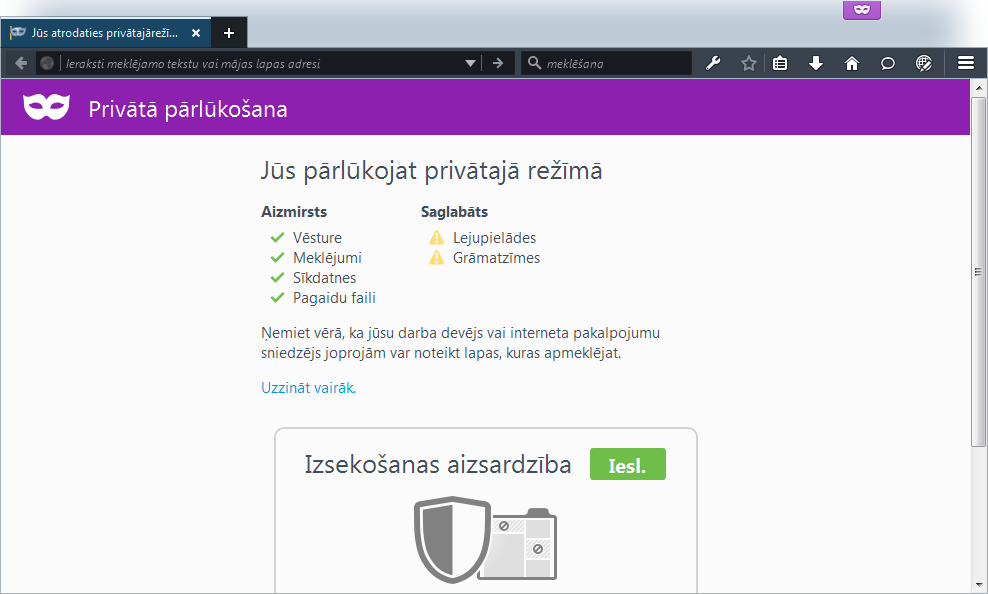 Jūs atrodaties privātajārežī...
Ieraksti meklējamo tekstu vai mājas lapas adresi
meklēšana
Privātā pārlūkošana
Jūs pārlūkojat privātajā režīmā
Aizmirsts
Saglabāts
Vēsture
Lejupielādes
Meklējumi
Grāmatzīmes
Sīkdatnes
Pagaidu faili
Ņemiet vērā, ka jūsu darba devējs vai interneta pakalpojumu
sniedzējs joprojām var noteikt lapas, kuras apmeklējat.
Uzzināt vairāk.
Izsekošanas aizsardzība
Iesl.